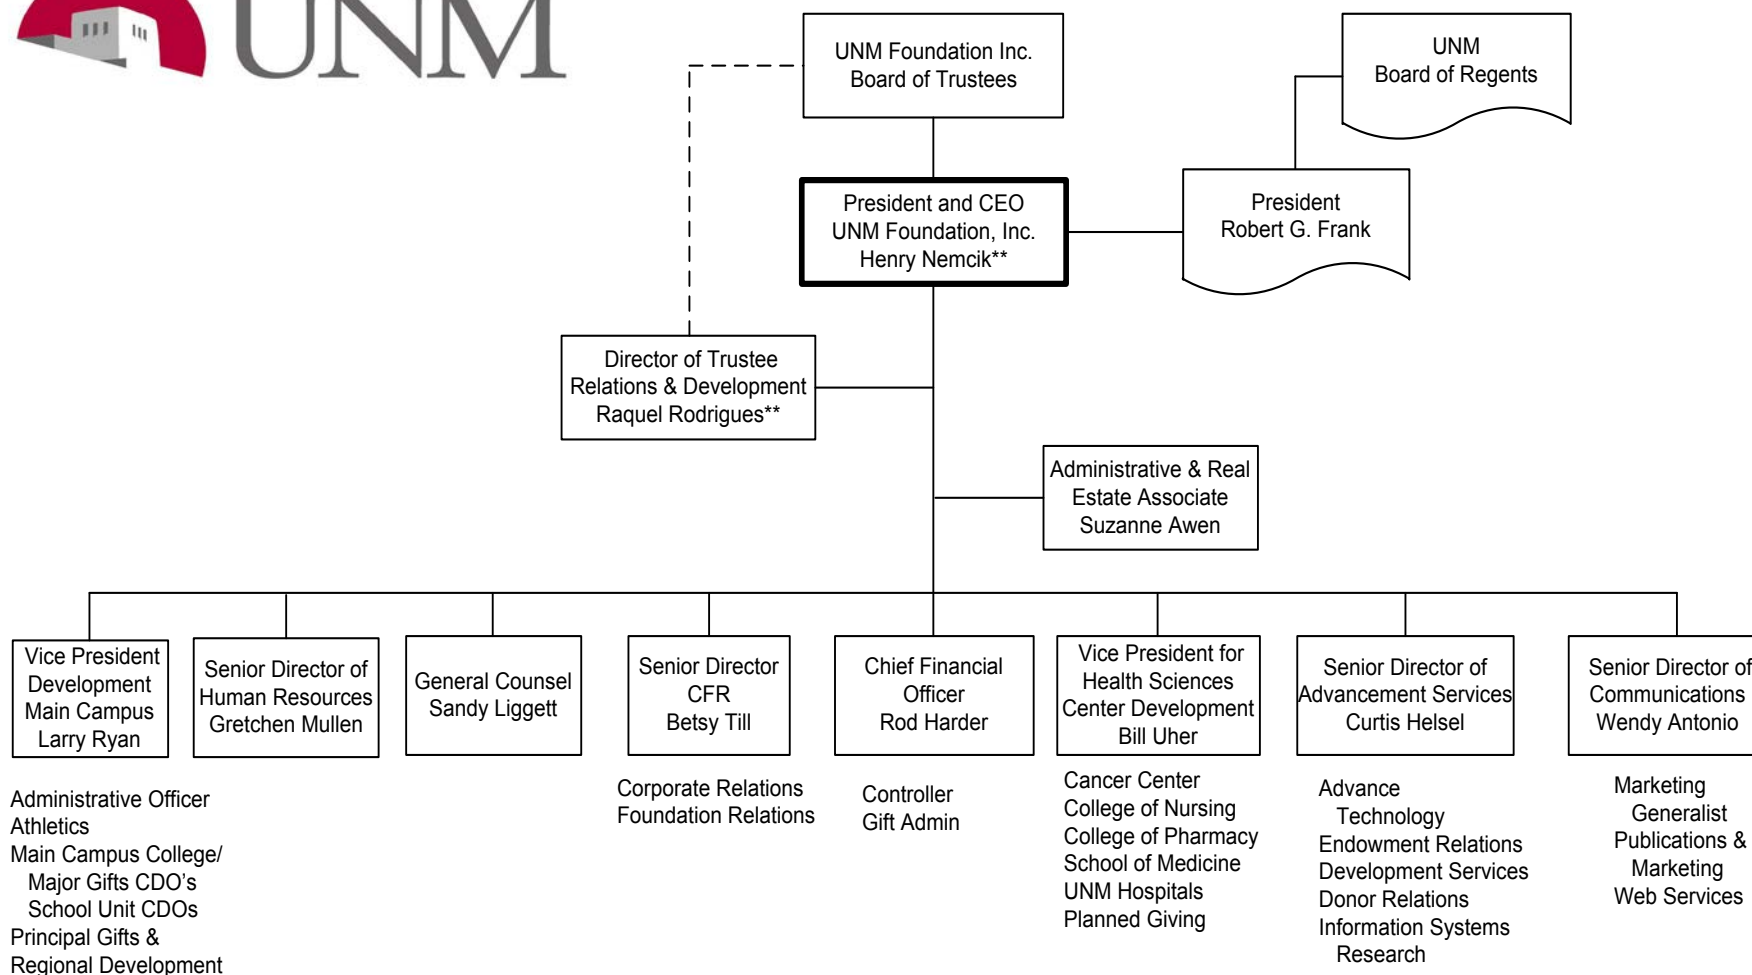 UNM
UNM Foundation Inc.
Board of Trustees
UNM
Board of Regents
President and CEO
UNM Foundation, Inc.
Henry Nemcik**
President
Robert G. Frank
Director of Trustee
Relations & Development
Raquel Rodrigues**
Administrative & Real
Estate Associate
Suzanne Awen
Vice President
Development
Main Campus
Larry Ryan
Senior Director of
Human Resources
Gretchen Mullen
General Counsel
Sandy Liggett
Senior Director
CFR
Betsy Till
Chief Financial
Officer
Rod Harder
Vice President for
Health Sciences
Center Development
Bill Uher
Senior Director of
Advancement Services
Curtis Helsel
Senior Director of
Communications
Wendy Antonio
Administrative Officer
Athletics
Main Campus College/
Major Gifts CDO's
School Unit CDOs
Principal Gifts &
Regional Development
Corporate Relations
Foundation Relations
Controller
Gift Admin
Cancer Center
College of Nursing
College of Pharmacy
School of Medicine
UNM Hospitals
Planned Giving
Advance
Technology
Endowment Relations
Development Services
Donor Relations
Information Systems
Research
Marketing
Generalist
Publications &
Marketing
Web Services